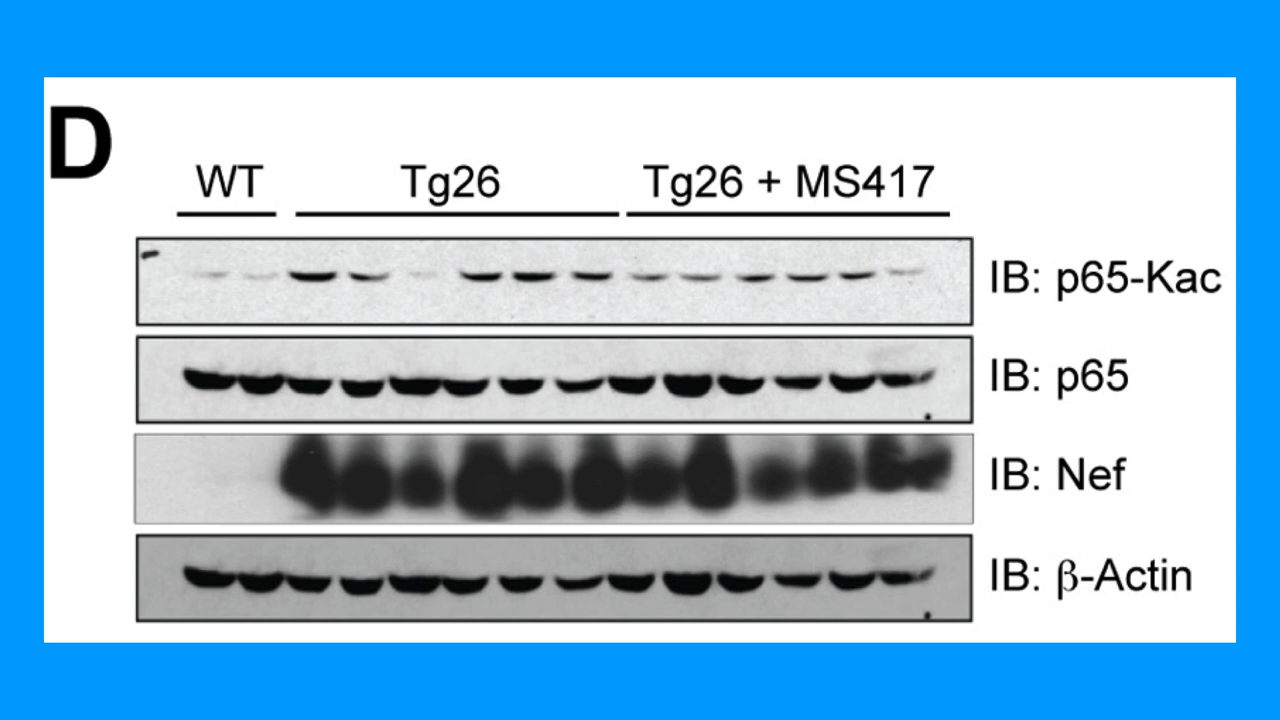 D
WT Tg26 Tg26 + MS417
IB: p65-Kac
IB: p65
IB: Nef
IB: β-Actin